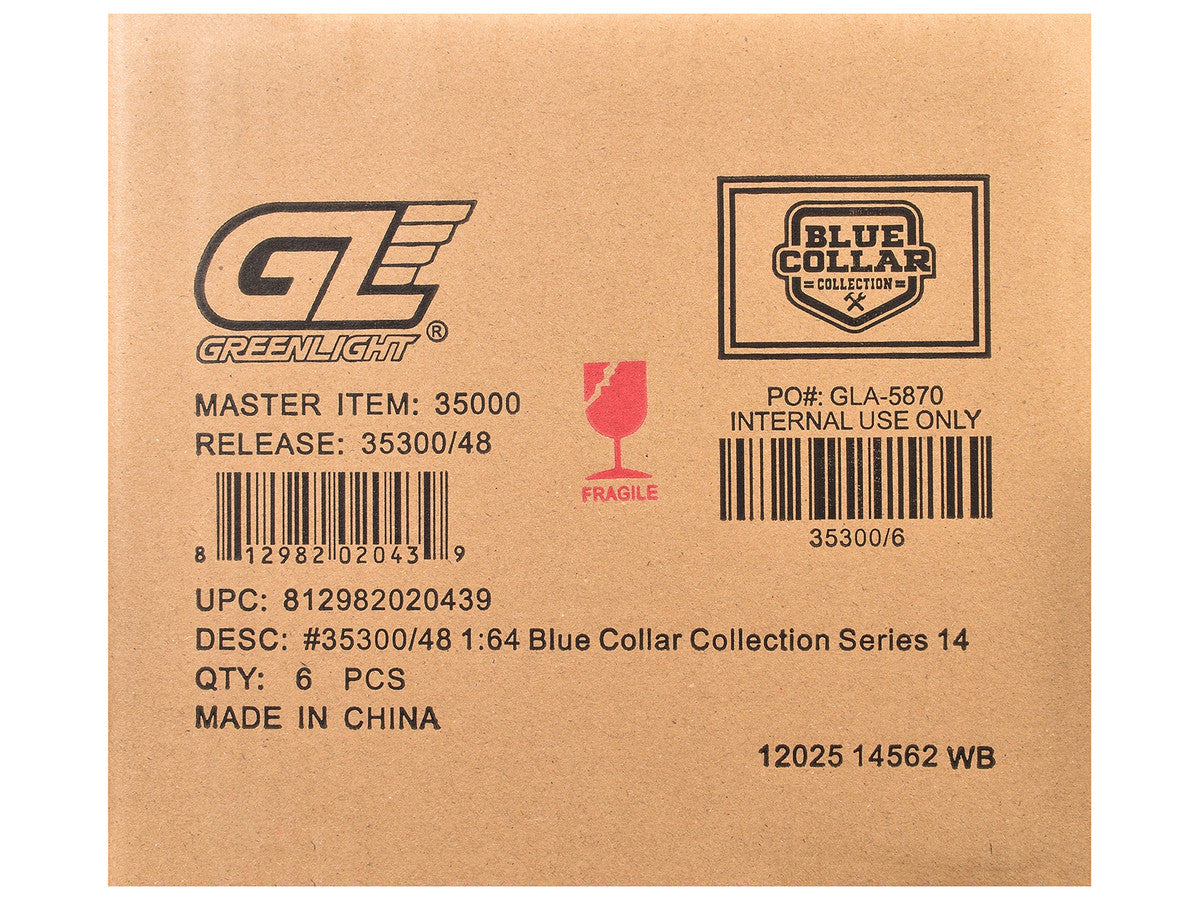 GL
GREENLIGHT®
MASTER ITEM: 35000
RELEASE: 35300/48
8 12982 02043 9
UPC: 812982020439
DESC: #35300/48 1:64 Blue Collar Collection Series 14
QTY: 6 PCS
MADE IN CHINA
FRAGILE
BLUE
COLLAR
COLLECTION
PO#: GLA-5870
INTERNAL USE ONLY
35300/6
12025 14562 WB